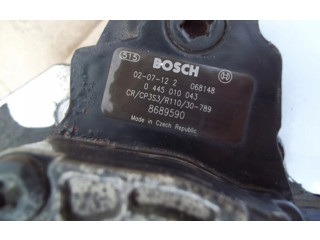 515 BOSCH
02-07-12 2 068148
0 445 010 043
CR/CP3S3/R110/30-789
8689590
Made in Czech Republic